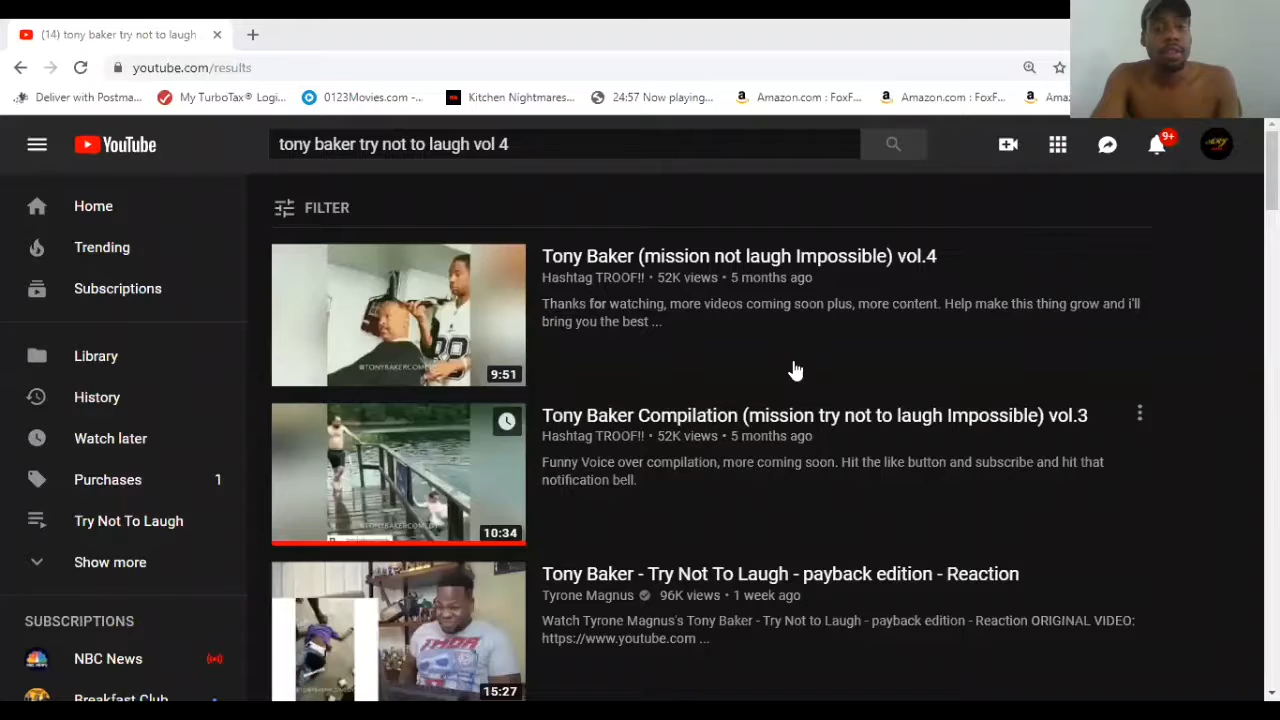 (14) tony baker try not to laugh
youtube.com/results
Deliver with Postma... My TurboTax® Logi... 0123Movies.com -... Kitchen Nightmares... 24:57 Now playing... Amazon.com : FoxF... Amazon.com : FoxF... Ama
YouTube
tony baker try not to laugh vol 4
9+
Home
Trending
Subscriptions
Library
History
Watch later
Purchases 1
Try Not To Laugh
Show more
SUBSCRIPTIONS
NBC News
Breakfast Club
FILTER
Tony Baker (mission not laugh Impossible) vol.4
Hashtag TROOF!! • 52K views • 5 months ago
Thanks for watching, more videos coming soon plus, more content. Help make this thing grow and i'll
bring you the best ...
@TONYBAKERCOMEDY
9:51
Tony Baker Compilation (mission try not to laugh Impossible) vol.3
Hashtag TROOF!! • 52K views • 5 months ago
Funny Voice over compilation, more coming soon. Hit the like button and subscribe and hit that
notification bell.
@TONYBAKERCOMEDY
10:34
Tony Baker - Try Not To Laugh - payback edition - Reaction
Tyrone Magnus 96K views • 1 week ago
Watch Tyrone Magnus's Tony Baker - Try Not to Laugh - payback edition - Reaction ORIGINAL VIDEO:
https://www.youtube.com ...
THOR
15:27